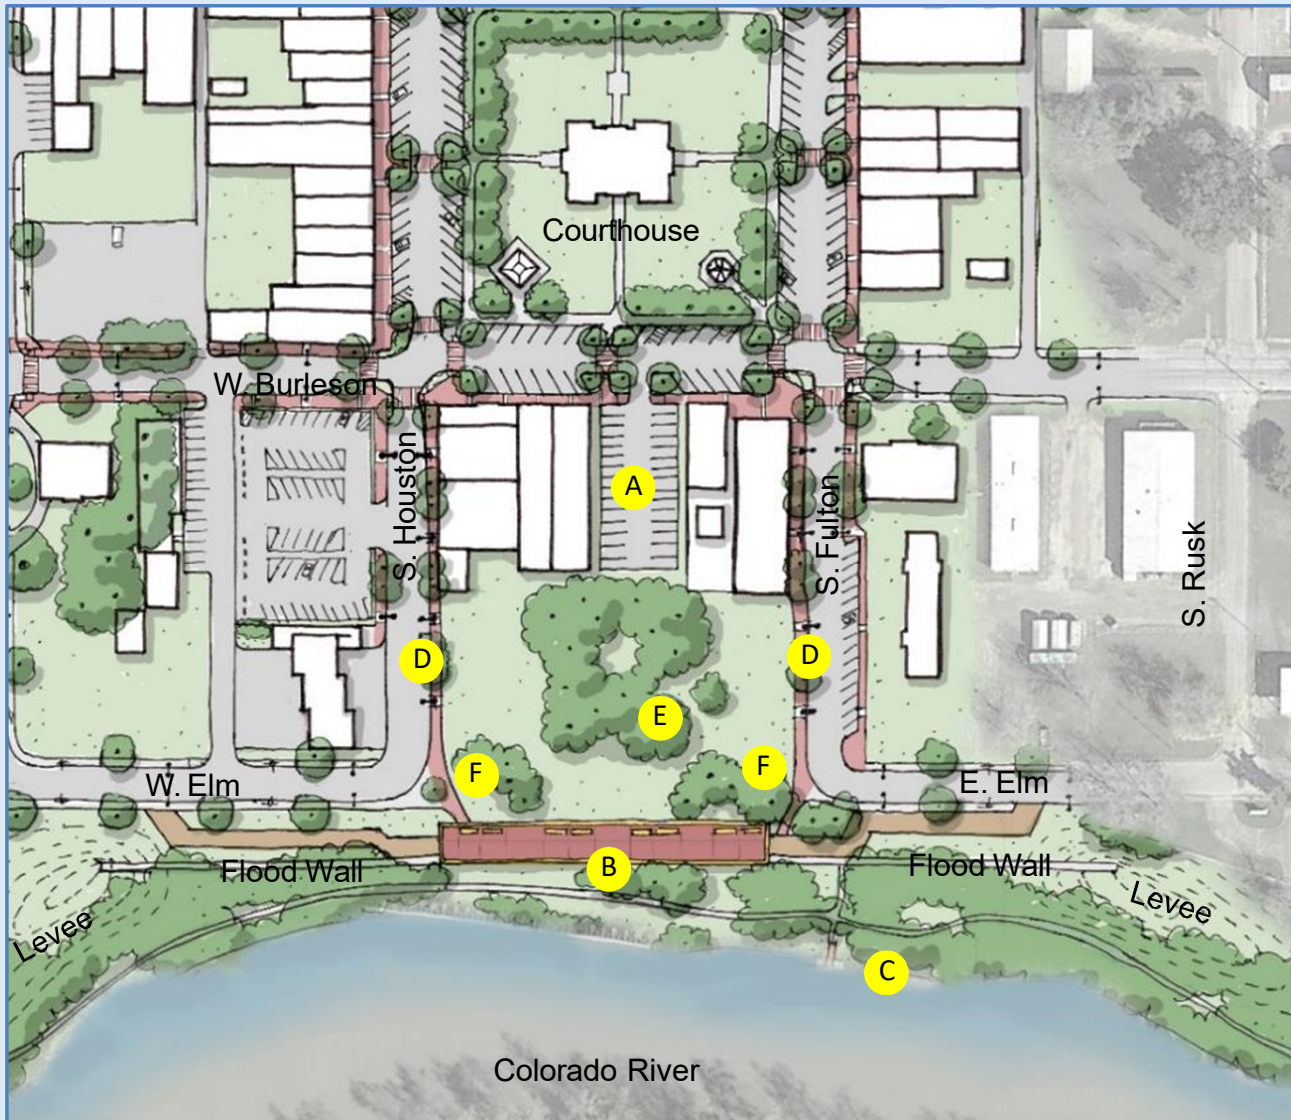 Courthouse
W. Burleson
S. Houston
A
S. Fulton
S. Rusk
D
D
E
F
F
W. Elm
E. Elm
Flood Wall
B
Flood Wall
Levee
Levee
C
Colorado River